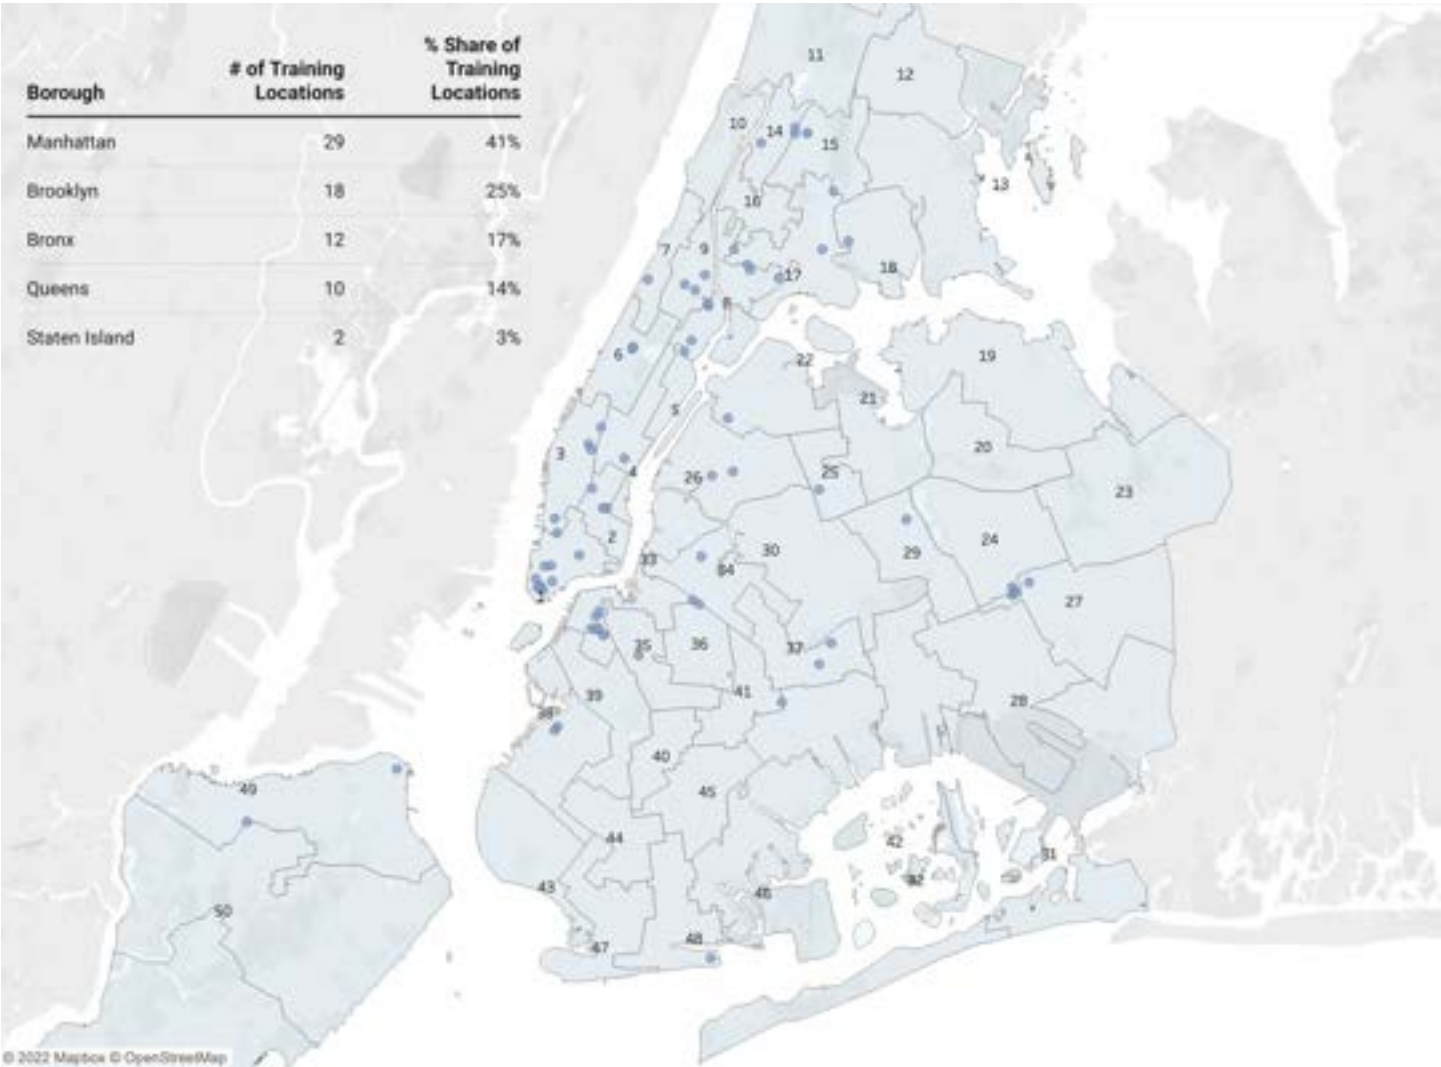 % Share of
# of Training Training
Borough Locations Locations
Manhattan 29 41%
Brooklyn 18 25%
Bronx 12 17%
Queens 10 14%
Staten Island 2 3%
11
12
10 14 15
13
16
7 9
17 18
8
6 22 19
21
5
3 20
4 26 25 23
2 33 30 29 24
34
27
35 36 37
39 41 28
38
40
49 45
44 42
31
43 46 32
50
47 48
© 2022 Mapbox © OpenStreetMap